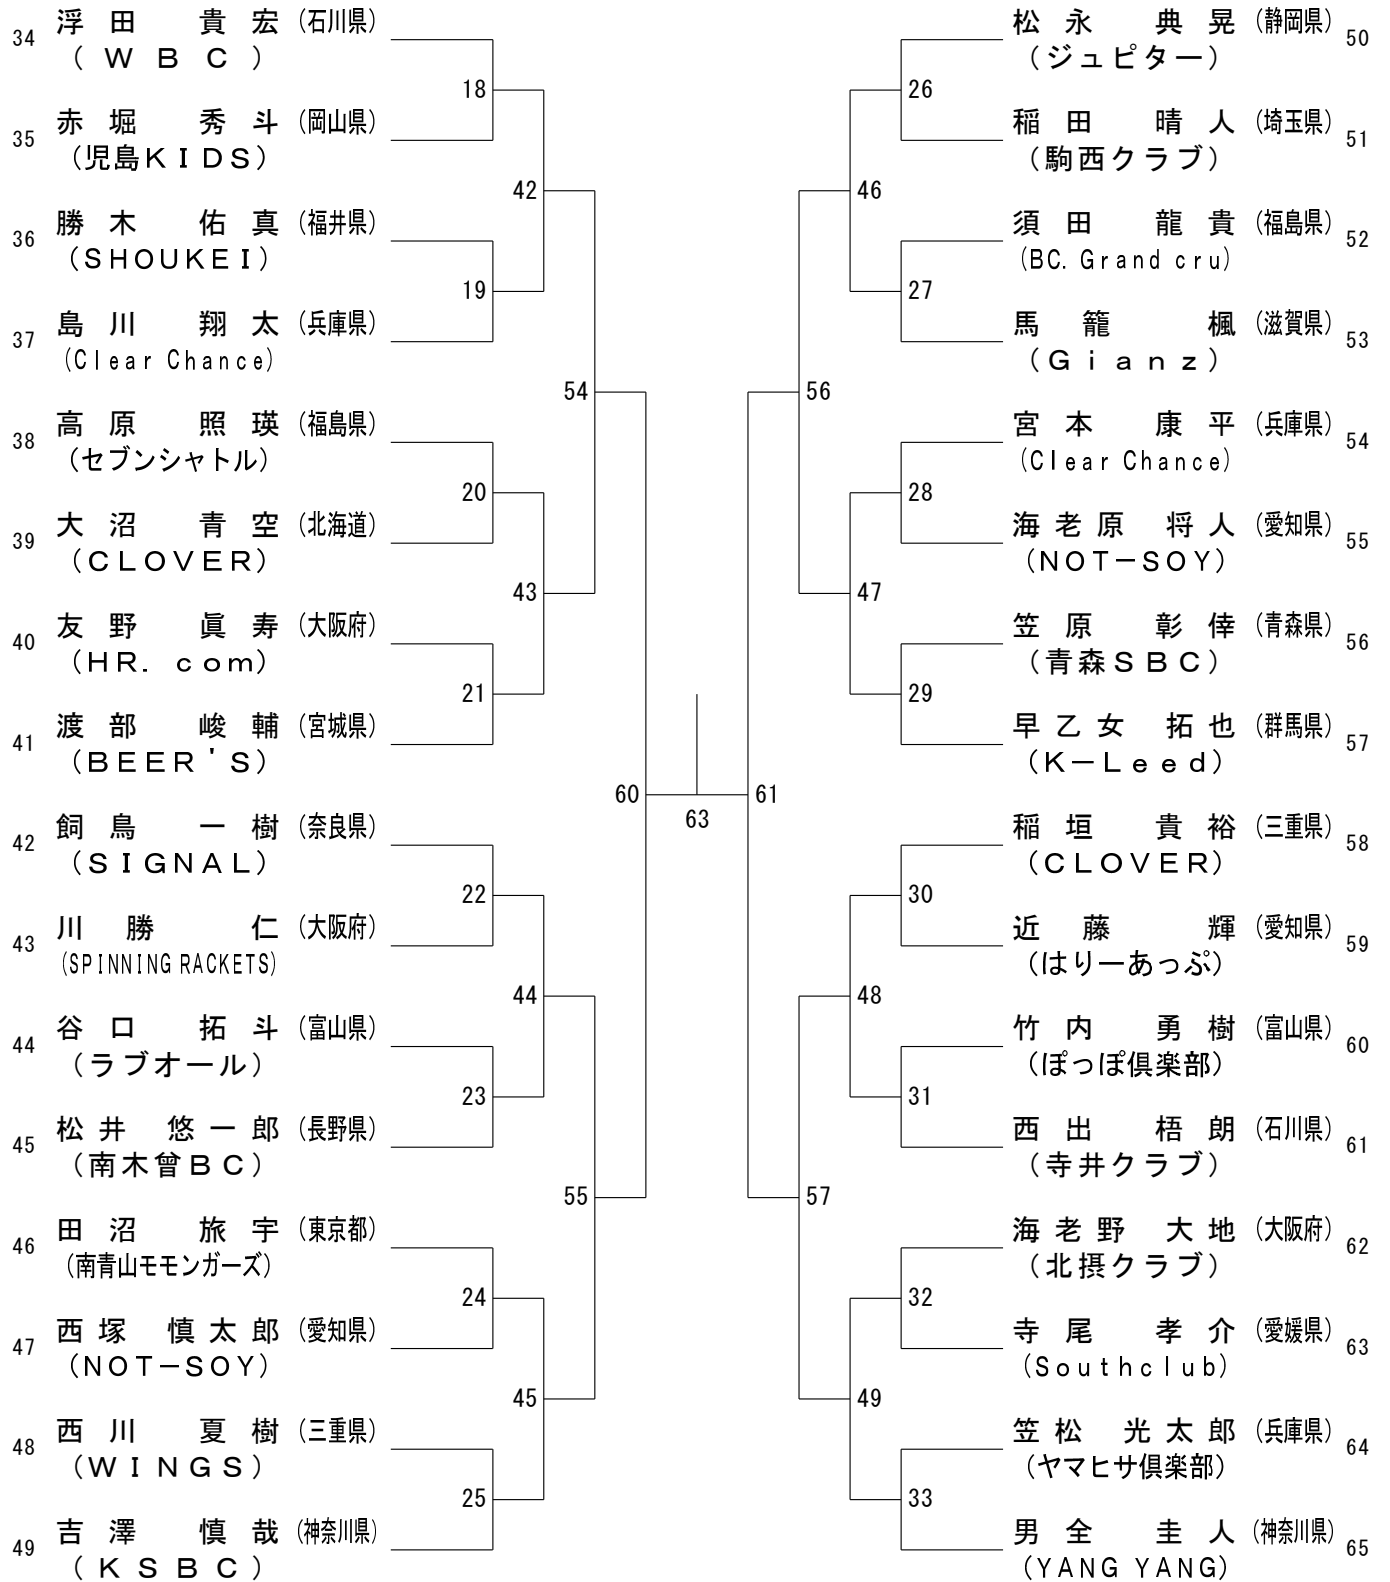 34 浮田 貴宏 (石川県)
(WBC)
18
35 赤堀 秀斗 (岡山県)
(児島KIDS)
42
36 勝木 佑真 (福井県)
(SHOUKEI)
19
37 島川 翔太 (兵庫県)
(Clear Chance)
54
38 高原 照瑛 (福島県)
(セブンシャトル)
20
39 大沼 青空 (北海道)
(CLOVER)
43
40 友野 眞寿 (大阪府)
(HR. com)
21
41 渡部 峻輔 (宮城県)
(BEER'S)
60
42 飼鳥 一樹 (奈良県)
(SIGNAL)
22
43 川勝 仁 (大阪府)
(SPINNING RACKETS)
44
44 谷口 拓斗 (富山県)
(ラブオール)
23
45 松井 悠一郎 (長野県)
(南木曾BC)
55
46 田沼 旅宇 (東京都)
(南青山モモンガーズ)
24
47 西塚 慎太郎 (愛知県)
(NOT－SOY)
45
48 西川 夏樹 (三重県)
(WINGS)
25
49 吉澤 慎哉 (神奈川県)
(KSBC)
63
松永 典晃 (静岡県) 50
(ジュピター)
26
稲田 晴人 (埼玉県) 51
(駒西クラブ)
46
須田 龍貴 (福島県) 52
(BC. Grand cru)
27
馬籠 楓 (滋賀県) 53
(Gianz)
56
宮本 康平 (兵庫県) 54
(Clear Chance)
28
海老原 将人 (愛知県) 55
(NOT－SOY)
47
笠原 彰倖 (青森県) 56
(青森SBC)
29
早乙女 拓也 (群馬県) 57
(K－Leed)
61
稲垣 貴裕 (三重県) 58
(CLOVER)
30
近藤 輝 (愛知県) 59
(はりーあっぷ)
48
竹内 勇樹 (富山県) 60
(ぽっぽ倶楽部)
31
西出 梧朗 (石川県) 61
(寺井クラブ)
57
海老野 大地 (大阪府) 62
(北摂クラブ)
32
寺尾 孝介 (愛媛県) 63
(Southclub)
49
笠松 光太郎 (兵庫県) 64
(ヤマヒサ倶楽部)
33
男全 圭人 (神奈川県) 65
(YANG YANG)